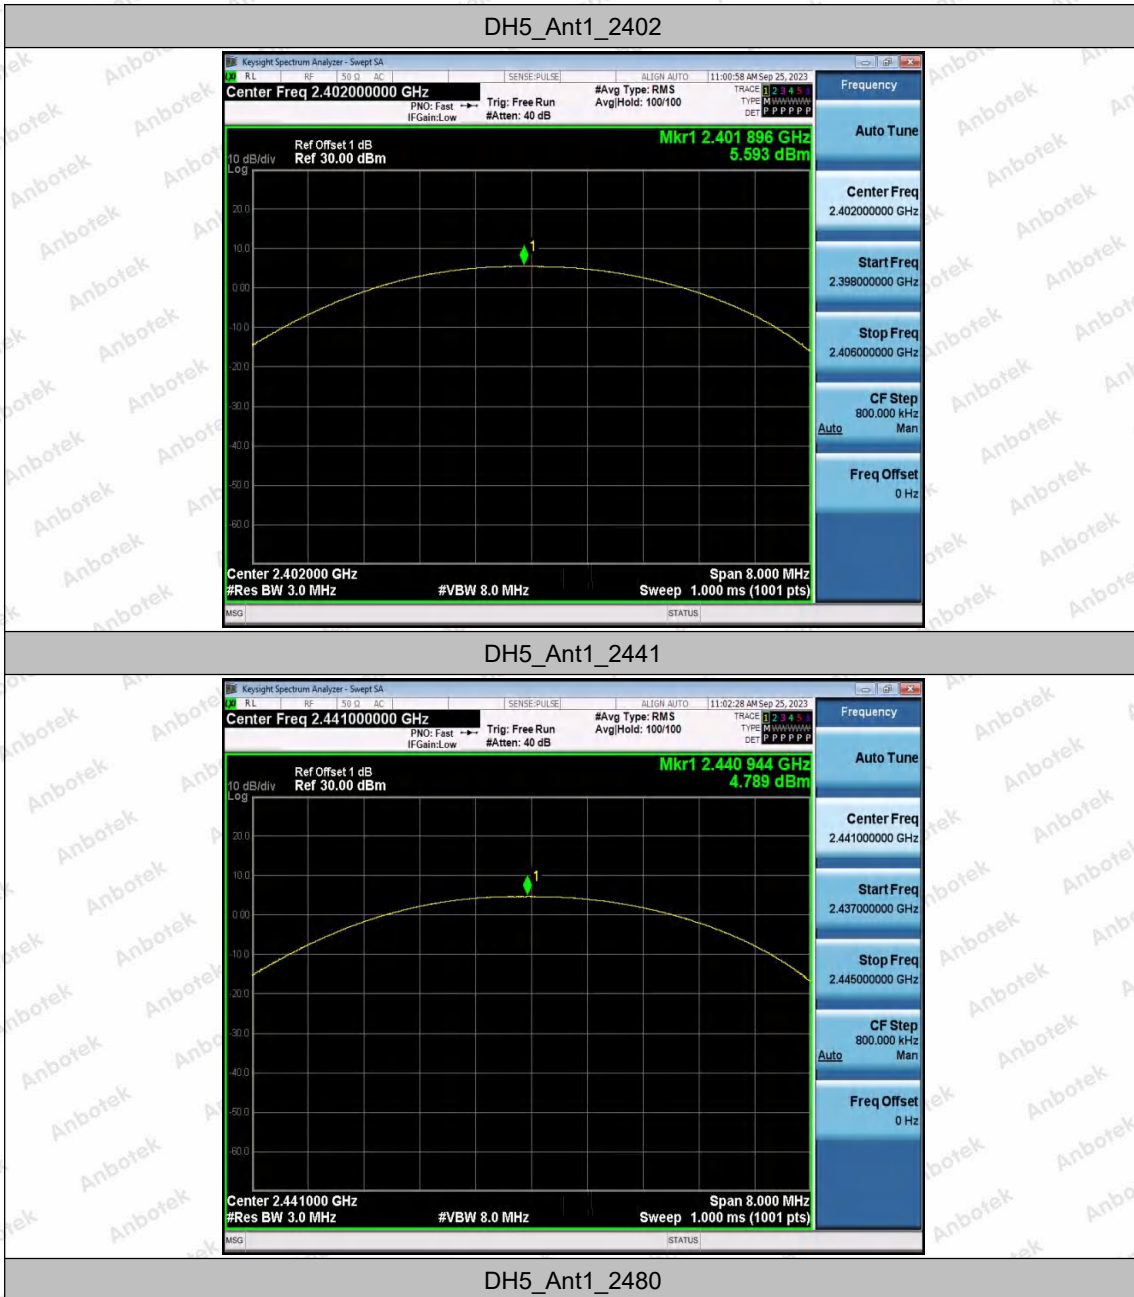 DH5_Ant1_2402
Keysight Spectrum Analyzer - Swept SA
RL RF 50 Ω AC SENSE:PULSE ALIGN AUTO 11:00:58 AM Sep 25, 2023
Center Freq 2.402000000 GHz
PNO: Fast
IFGain:Low
Trig: Free Run
#Atten: 40 dB
#Avg Type: RMS
Avg|Hold: 100/100
TRACE 1 2 3 4 5 6
TYPE M WWWWW
DET P P P P P P
Frequency
Ref Offset 1 dB
10 dB/div Ref 30.00 dBm
Log
Mkr1 2.401 896 GHz
5.593 dBm
20.0
10.0
0.00
-10.0
-20.0
-30.0
-40.0
-50.0
-60.0
1
Center 2.402000 GHz Span 8.000 MHz
#Res BW 3.0 MHz #VBW 8.0 MHz Sweep 1.000 ms (1001 pts)
MSG STATUS
Auto Tune
Center Freq
2.402000000 GHz
Start Freq
2.398000000 GHz
Stop Freq
2.406000000 GHz
CF Step
800.000 kHz
Auto Man
Freq Offset
0 Hz
DH5_Ant1_2441
Keysight Spectrum Analyzer - Swept SA
RL RF 50 Ω AC SENSE:PULSE ALIGN AUTO 11:02:28 AM Sep 25, 2023
Center Freq 2.441000000 GHz
PNO: Fast
IFGain:Low
Trig: Free Run
#Atten: 40 dB
#Avg Type: RMS
Avg|Hold: 100/100
TRACE 1 2 3 4 5 6
TYPE M WWWWW
DET P P P P P P
Frequency
Ref Offset 1 dB
10 dB/div Ref 30.00 dBm
Log
Mkr1 2.440 944 GHz
4.789 dBm
20.0
10.0
0.00
-10.0
-20.0
-30.0
-40.0
-50.0
-60.0
1
Center 2.441000 GHz Span 8.000 MHz
#Res BW 3.0 MHz #VBW 8.0 MHz Sweep 1.000 ms (1001 pts)
MSG STATUS
Auto Tune
Center Freq
2.441000000 GHz
Start Freq
2.437000000 GHz
Stop Freq
2.445000000 GHz
CF Step
800.000 kHz
Auto Man
Freq Offset
0 Hz
DH5_Ant1_2480
Anbotek